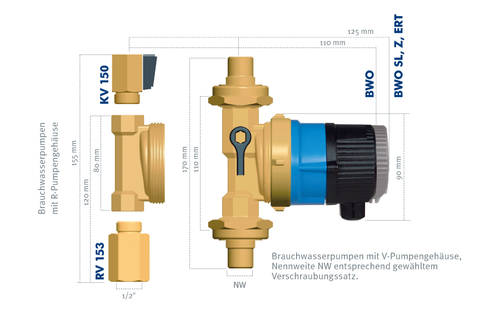 125 mm
110 mm
KV 150
BWO
BWO SL, Z, ERT
Brauchwasserpumpen
mit R-Pumpengehäuse
155 mm
120 mm
80 mm
170 mm
110 mm
90 mm
RV 153
1/2"
NW
Brauchwasserpumpen mit V-Pumpengehäuse,
Nennweite NW entsprechend gewähltem
Verschraubungssatz.